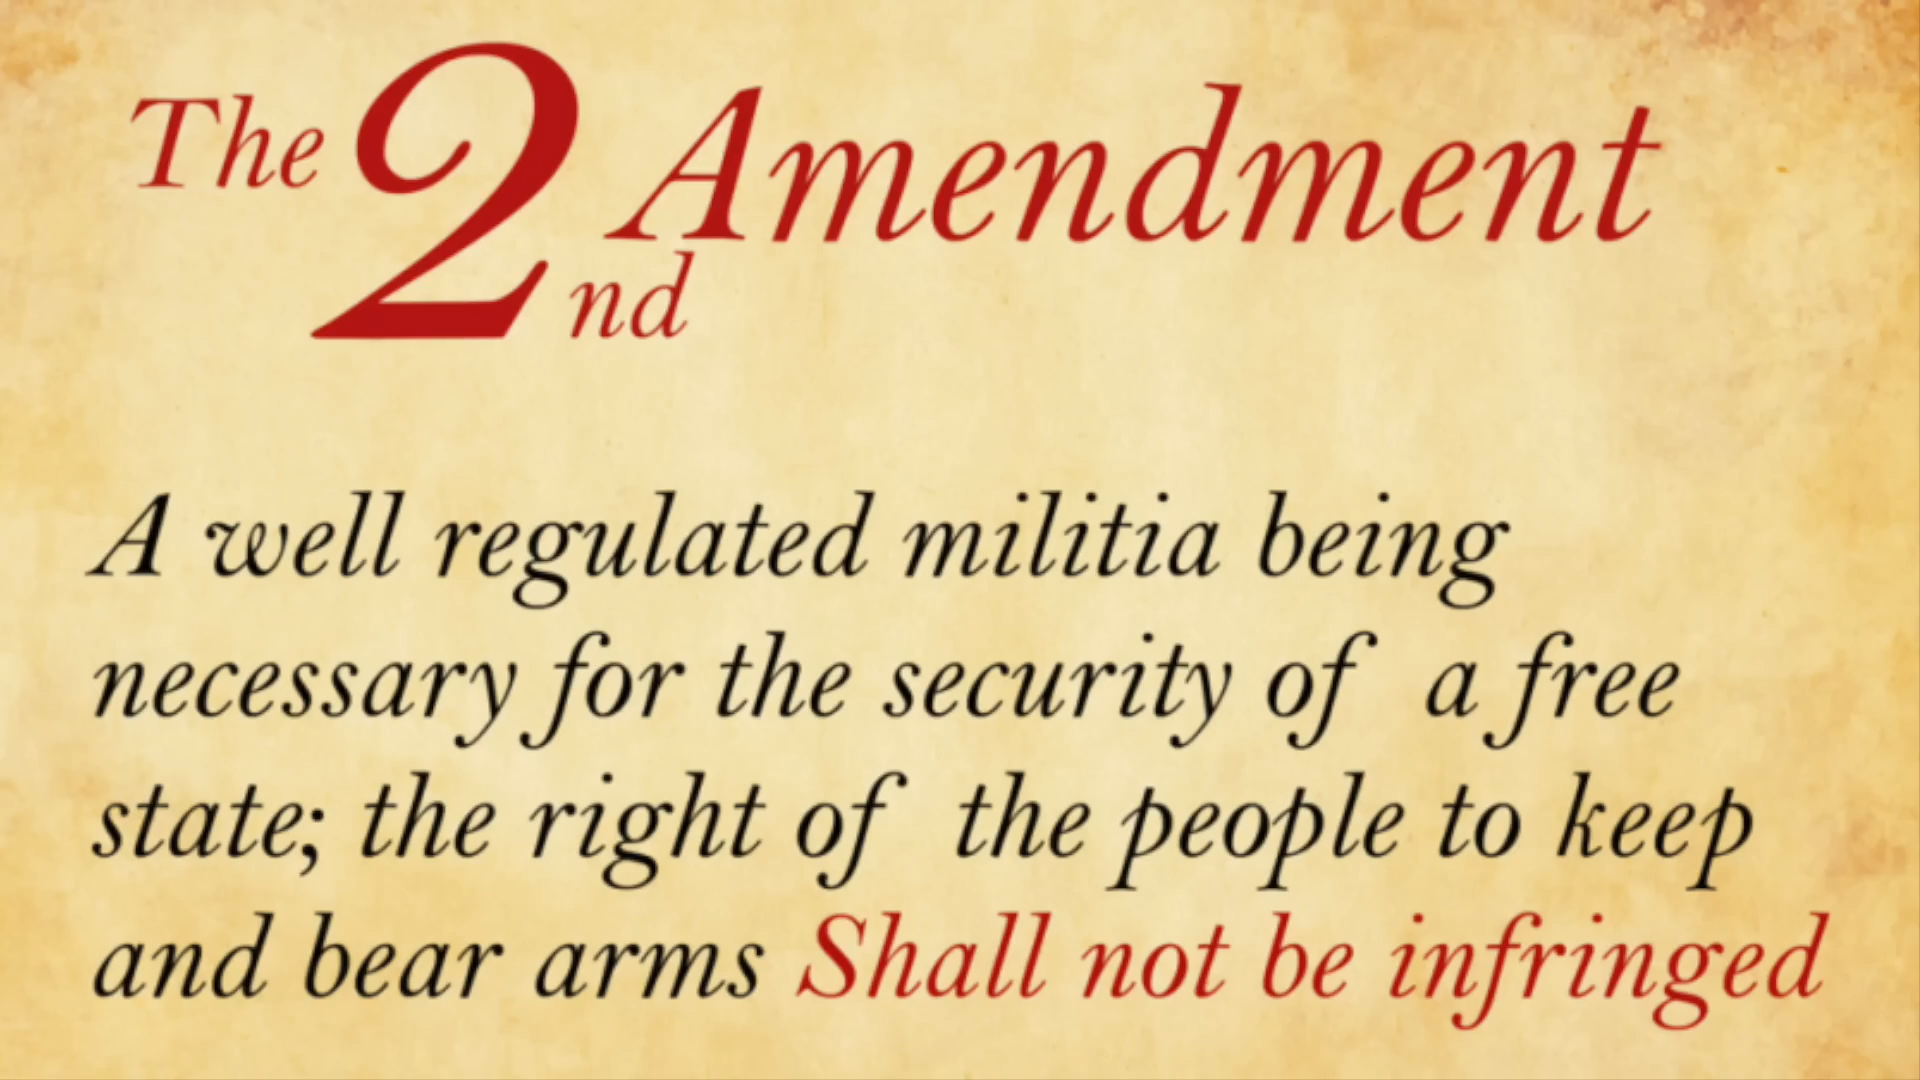 The 2nd Amendment
A well regulated militia being
necessary for the security of a free
state; the right of the people to keep
and bear arms Shall not be infringed